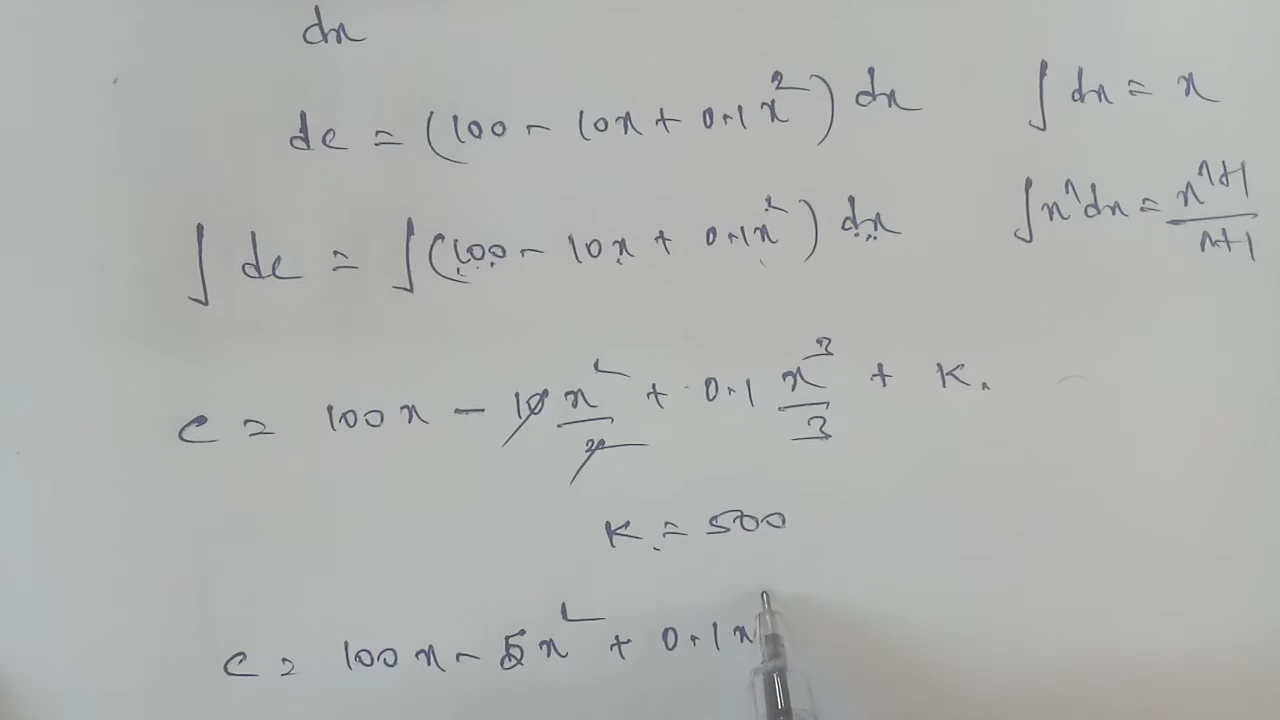 dx
dc = (100 - 10x + 0.1x²) dx
∫ dx = x
∫ dc = ∫(100 - 10x + 0.1x²) dx
∫xⁿdx = xⁿ⁺¹/n+1
c = 100x - 10 x²/2 + 0.1 x³/3 + K.
K = 500
c = 100x - 5x² + 0.1x